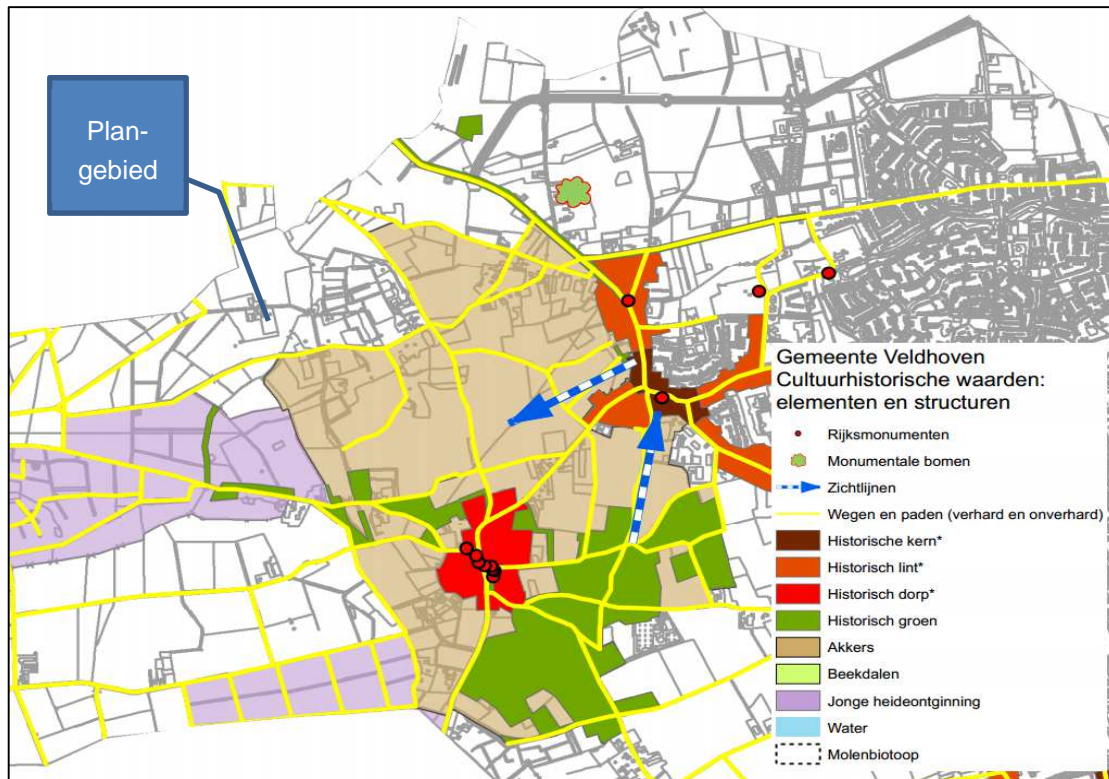 Plan-
gebied
Gemeente Veldhoven
Cultuurhistorische waarden:
elementen en structuren
Rijksmonumenten
Monumentale bomen
Zichtlijnen
Wegen en paden (verhard en onverhard)
Historische kern*
Historisch lint*
Historisch dorp*
Historisch groen
Akkers
Beekdalen
Jonge heideontginning
Water
Molenbiotoop